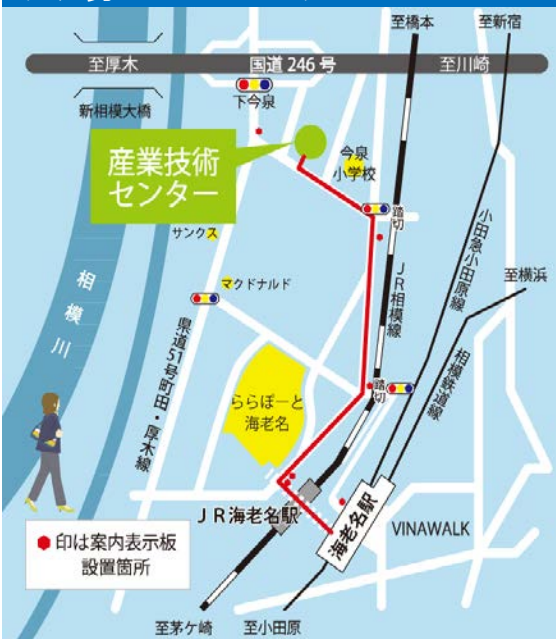 至橋本
至新宿
至厚木
国道246号
至川崎
新相模大橋
下今泉
産業技術
センター
今泉
小学校
踏切
サンクス
小田急小田原線
JR相模線
至横浜
マクドナルド
相模川
県道51号町田・厚木線
相模鉄道線
踏切
ららぽーと
海老名
JR海老名駅
海老名駅
VINAWALK
●印は案内表示板
設置箇所
至茅ケ崎
至小田原